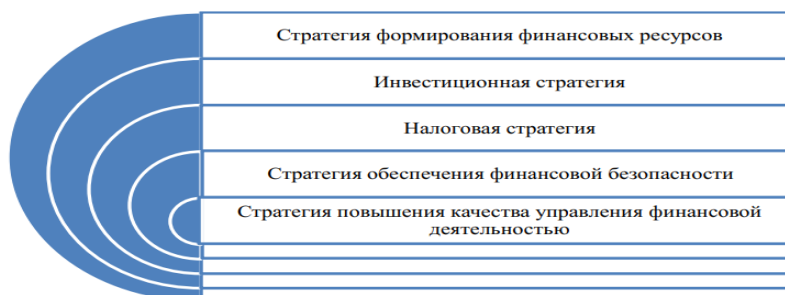 Стратегия формирования финансовых ресурсов
Инвестиционная стратегия
Налоговая стратегия
Стратегия обеспечения финансовой безопасности
Стратегия повышения качества управления финансовой
деятельностью